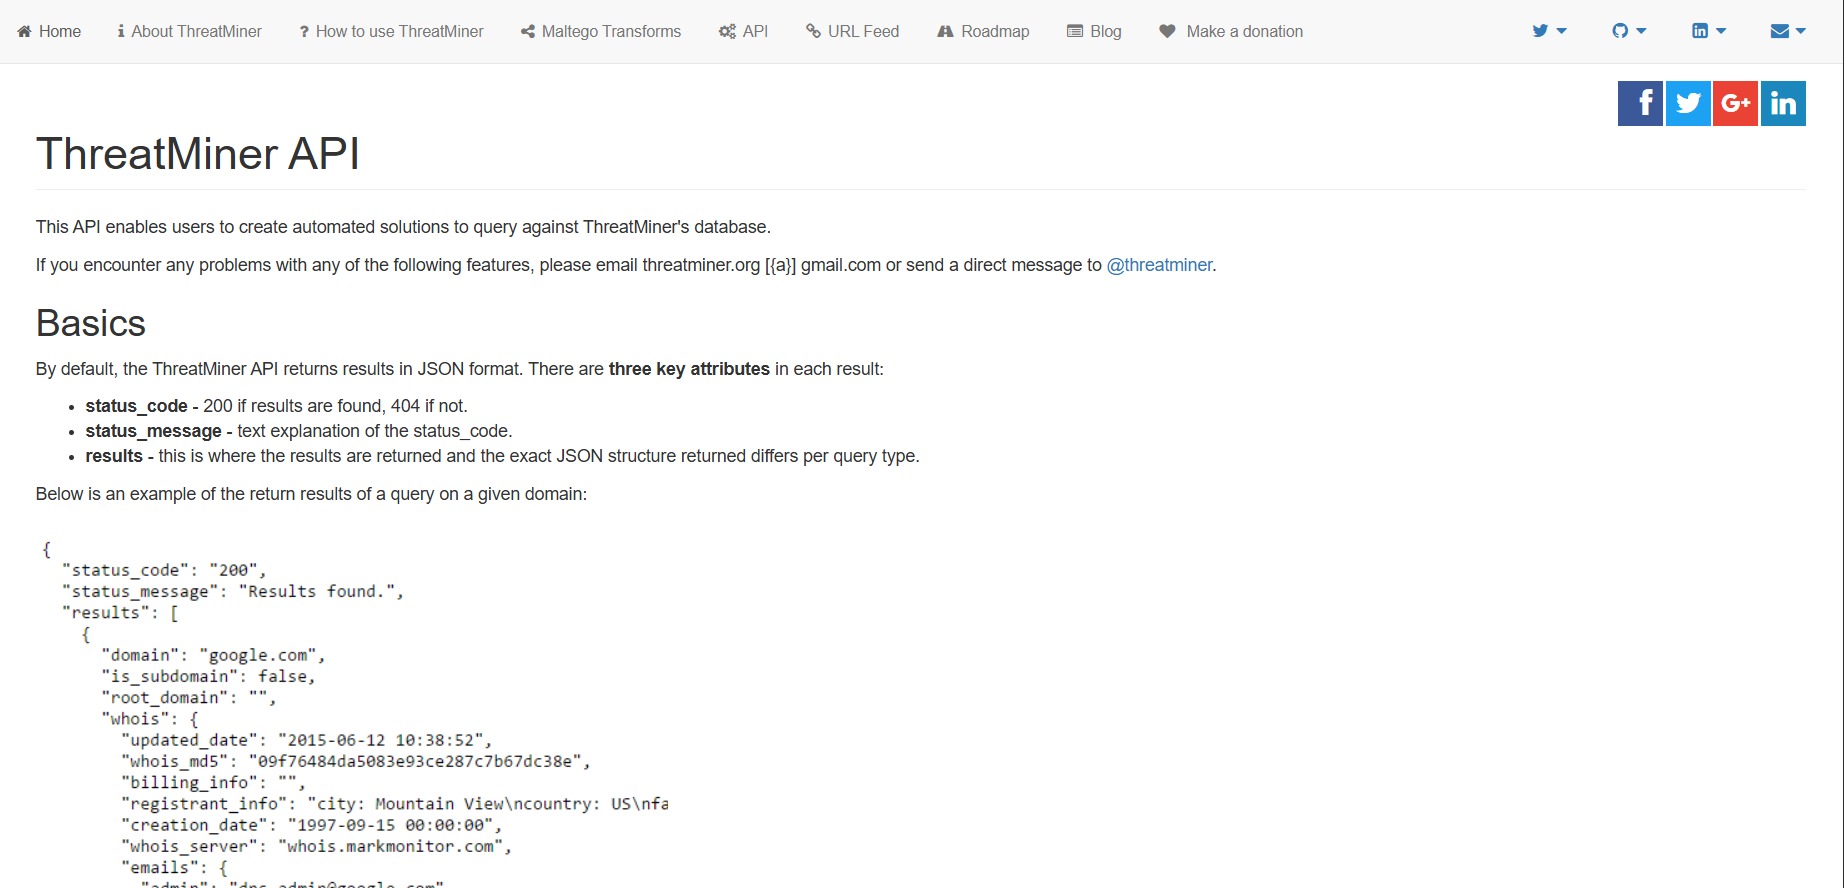 Home About ThreatMiner ? How to use ThreatMiner Maltego Transforms API URL Feed Roadmap Blog Make a donation
f G+ in
ThreatMiner API
This API enables users to create automated solutions to query against ThreatMiner's database.
If you encounter any problems with any of the following features, please email threatminer.org [{a}] gmail.com or send a direct message to @threatminer.
Basics
By default, the ThreatMiner API returns results in JSON format. There are three key attributes in each result:
• status_code - 200 if results are found, 404 if not.
• status_message - text explanation of the status_code.
• results - this is where the results are returned and the exact JSON structure returned differs per query type.
Below is an example of the return results of a query on a given domain:
{
"status_code": "200",
"status_message": "Results found.",
"results": [
{
"domain": "google.com",
"is_subdomain": false,
"root_domain": "",
"whois": {
"updated_date": "2015-06-12 10:38:52",
"whois_md5": "09f76484da5083e93ce287c7b67dc38e",
"billing_info": "",
"registrant_info": "city: Mountain View\ncountry: US\nfa
"creation_date": "1997-09-15 00:00:00",
"whois_server": "whois.markmonitor.com",
"emails": {
"admin": "dns-admin@google.com"